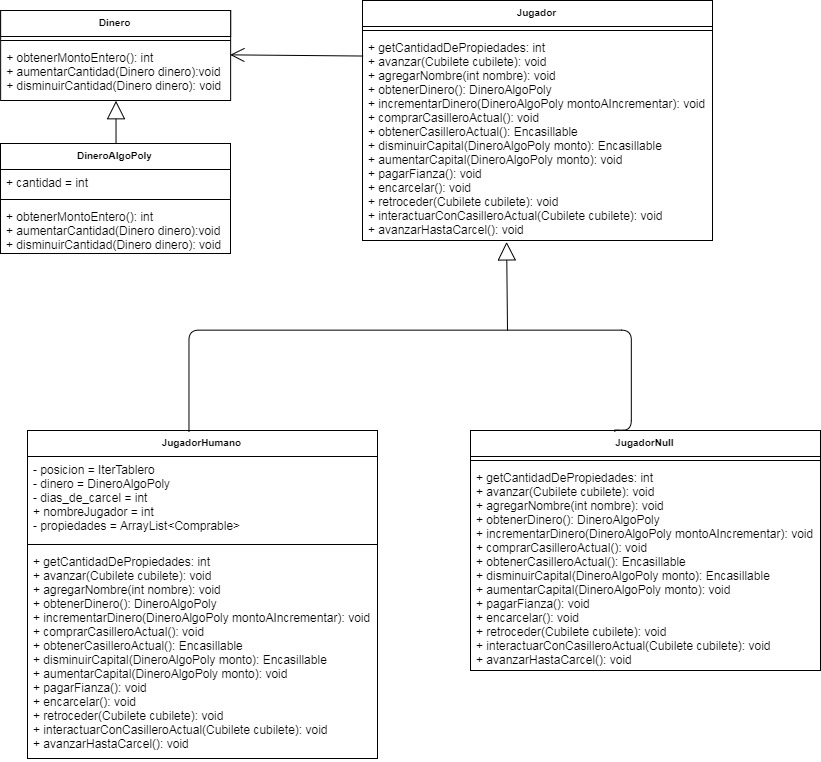 Dinero
+ obtenerMontoEntero(): int
+ aumentarCantidad(Dinero dinero):void
+ disminuirCantidad(Dinero dinero): void
DineroAlgoPoly
+ cantidad = int
+ obtenerMontoEntero(): int
+ aumentarCantidad(Dinero dinero):void
+ disminuirCantidad(Dinero dinero): void
Jugador
+ getCantidadDePropiedades: int
+ avanzar(Cubilete cubilete): void
+ agregarNombre(int nombre): void
+ obtenerDinero(): DineroAlgoPoly
+ incrementarDinero(DineroAlgoPoly montoAIncrementar): void
+ comprarCasilleroActual(): void
+ obtenerCasilleroActual(): Encasillable
+ disminuirCapital(DineroAlgoPoly monto): Encasillable
+ aumentarCapital(DineroAlgoPoly monto): void
+ pagarFianza(): void
+ encarcelar(): void
+ retroceder(Cubilete cubilete): void
+ interactuarConCasilleroActual(Cubilete cubilete): void
+ avanzarHastaCarcel(): void
JugadorHumano
- posicion = IterTablero
- dinero = DineroAlgoPoly
- dias_de_carcel = int
+ nombreJugador = int
- propiedades = ArrayList<Comprable>
+ getCantidadDePropiedades: int
+ avanzar(Cubilete cubilete): void
+ agregarNombre(int nombre): void
+ obtenerDinero(): DineroAlgoPoly
+ incrementarDinero(DineroAlgoPoly montoAIncrementar): void
+ comprarCasilleroActual(): void
+ obtenerCasilleroActual(): Encasillable
+ disminuirCapital(DineroAlgoPoly monto): Encasillable
+ aumentarCapital(DineroAlgoPoly monto): void
+ pagarFianza(): void
+ encarcelar(): void
+ retroceder(Cubilete cubilete): void
+ interactuarConCasilleroActual(Cubilete cubilete): void
+ avanzarHastaCarcel(): void
JugadorNull
+ getCantidadDePropiedades: int
+ avanzar(Cubilete cubilete): void
+ agregarNombre(int nombre): void
+ obtenerDinero(): DineroAlgoPoly
+ incrementarDinero(DineroAlgoPoly montoAIncrementar): void
+ comprarCasilleroActual(): void
+ obtenerCasilleroActual(): Encasillable
+ disminuirCapital(DineroAlgoPoly monto): Encasillable
+ aumentarCapital(DineroAlgoPoly monto): void
+ pagarFianza(): void
+ encarcelar(): void
+ retroceder(Cubilete cubilete): void
+ interactuarConCasilleroActual(Cubilete cubilete): void
+ avanzarHastaCarcel(): void